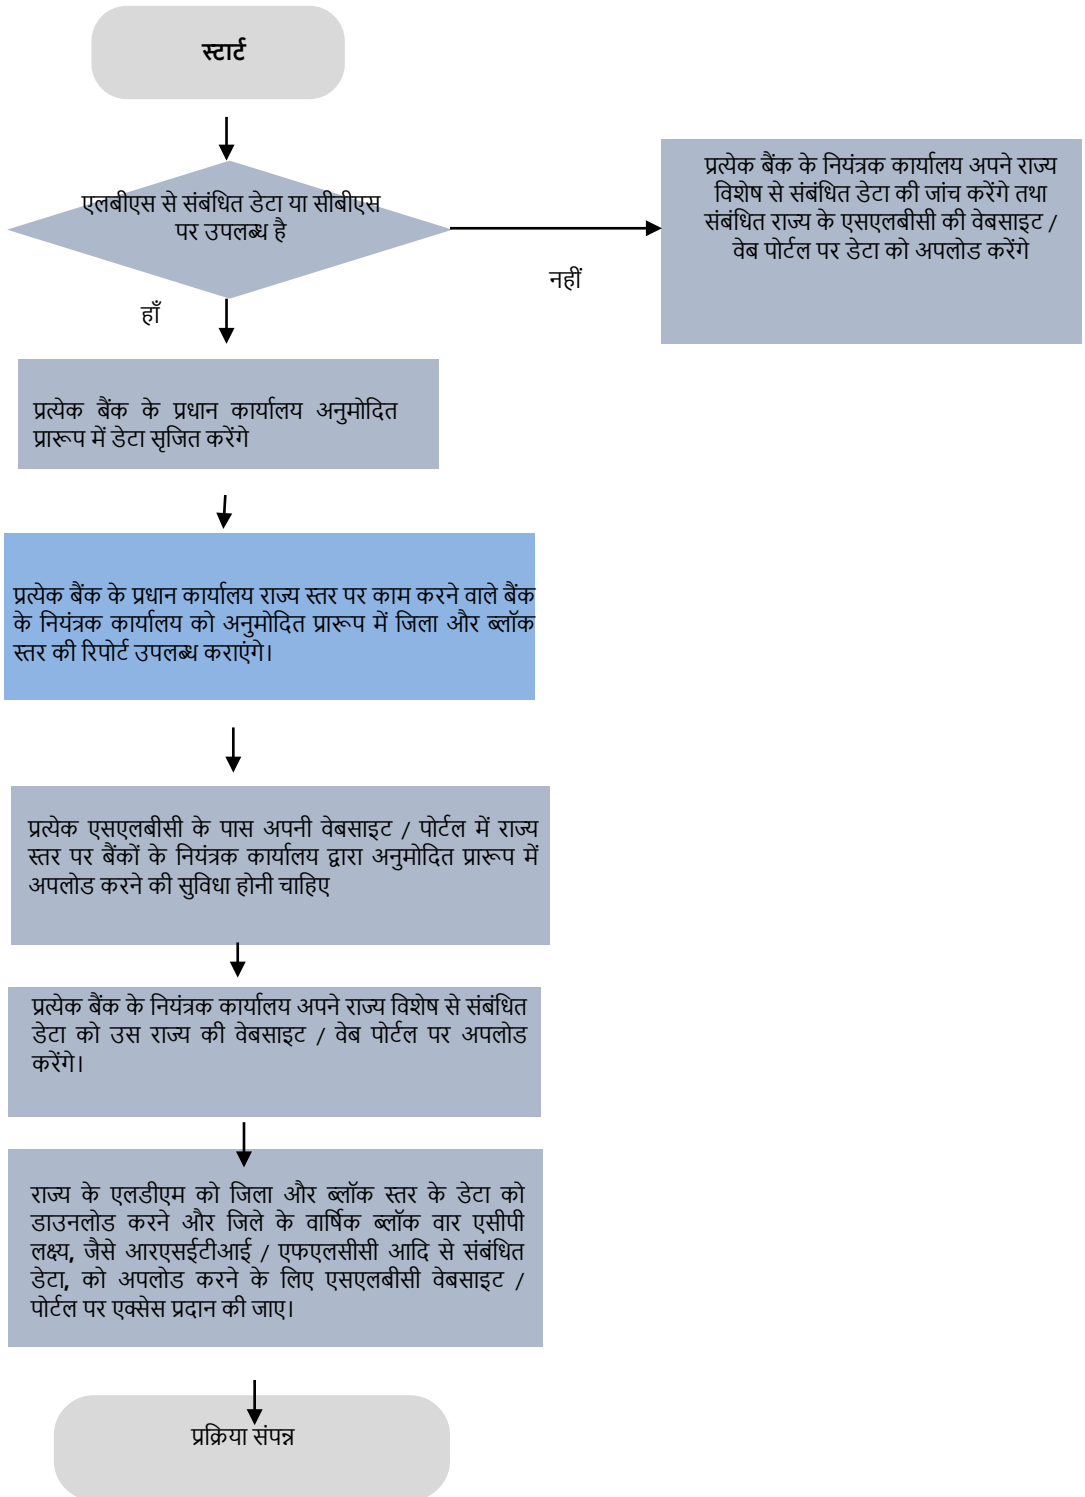 स्टार्ट
एलबीएस से संबंधित डेटा या सीबीएस
पर उपलब्ध है
प्रत्येक बैंक के नियंत्रक कार्यालय अपने राज्य
विशेष से संबंधित डेटा की जांच करेंगे तथा
संबंधित राज्य के एसएलबीसी की वेबसाइट /
वेब पोर्टल पर डेटा को अपलोड करेंगे
नहीं
हाँ
प्रत्येक बैंक के प्रधान कार्यालय अनुमोदित
प्रारूप में डेटा सृजित करेंगे
प्रत्येक बैंक के प्रधान कार्यालय राज्य स्तर पर काम करने वाले बैंक
के नियंत्रक कार्यालय को अनुमोदित प्रारूप में जिला और ब्लॉक
स्तर की रिपोर्ट उपलब्ध कराएंगे।
प्रत्येक एसएलबीसी के पास अपनी वेबसाइट / पोर्टल में राज्य
स्तर पर बैंकों के नियंत्रक कार्यालय द्वारा अनुमोदित प्रारूप में
अपलोड करने की सुविधा होनी चाहिए
प्रत्येक बैंक के नियंत्रक कार्यालय अपने राज्य विशेष से संबंधित
डेटा को उस राज्य की वेबसाइट / वेब पोर्टल पर अपलोड
करेंगे।
राज्य के एलडीएम को जिला और ब्लॉक स्तर के डेटा को
डाउनलोड करने और जिले के वार्षिक ब्लॉक वार एसीपी
लक्ष्य, जैसे आरएसईटीआई / एफएलसीसी आदि से संबंधित
डेटा, को अपलोड करने के लिए एसएलबीसी वेबसाइट /
पोर्टल पर एक्सेस प्रदान की जाए।
प्रक्रिया संपन्न